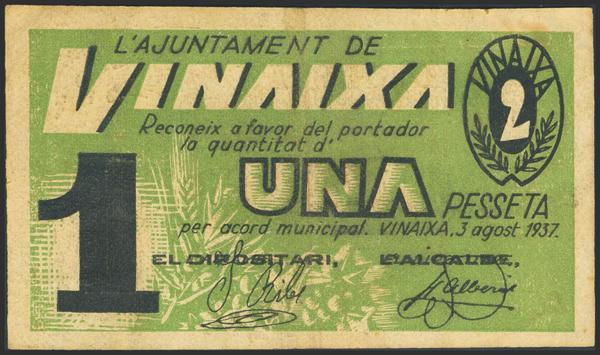 L'AJUNTAMENT DE
VINAIXA
Reconeix a favor del portador
la quantitat d'
1 UNA PESSETA
per acord municipal. VINAIXA, 3 agost 1937.
EL DIPOSITARI, L'ALCALDE,
VINAIXA
2